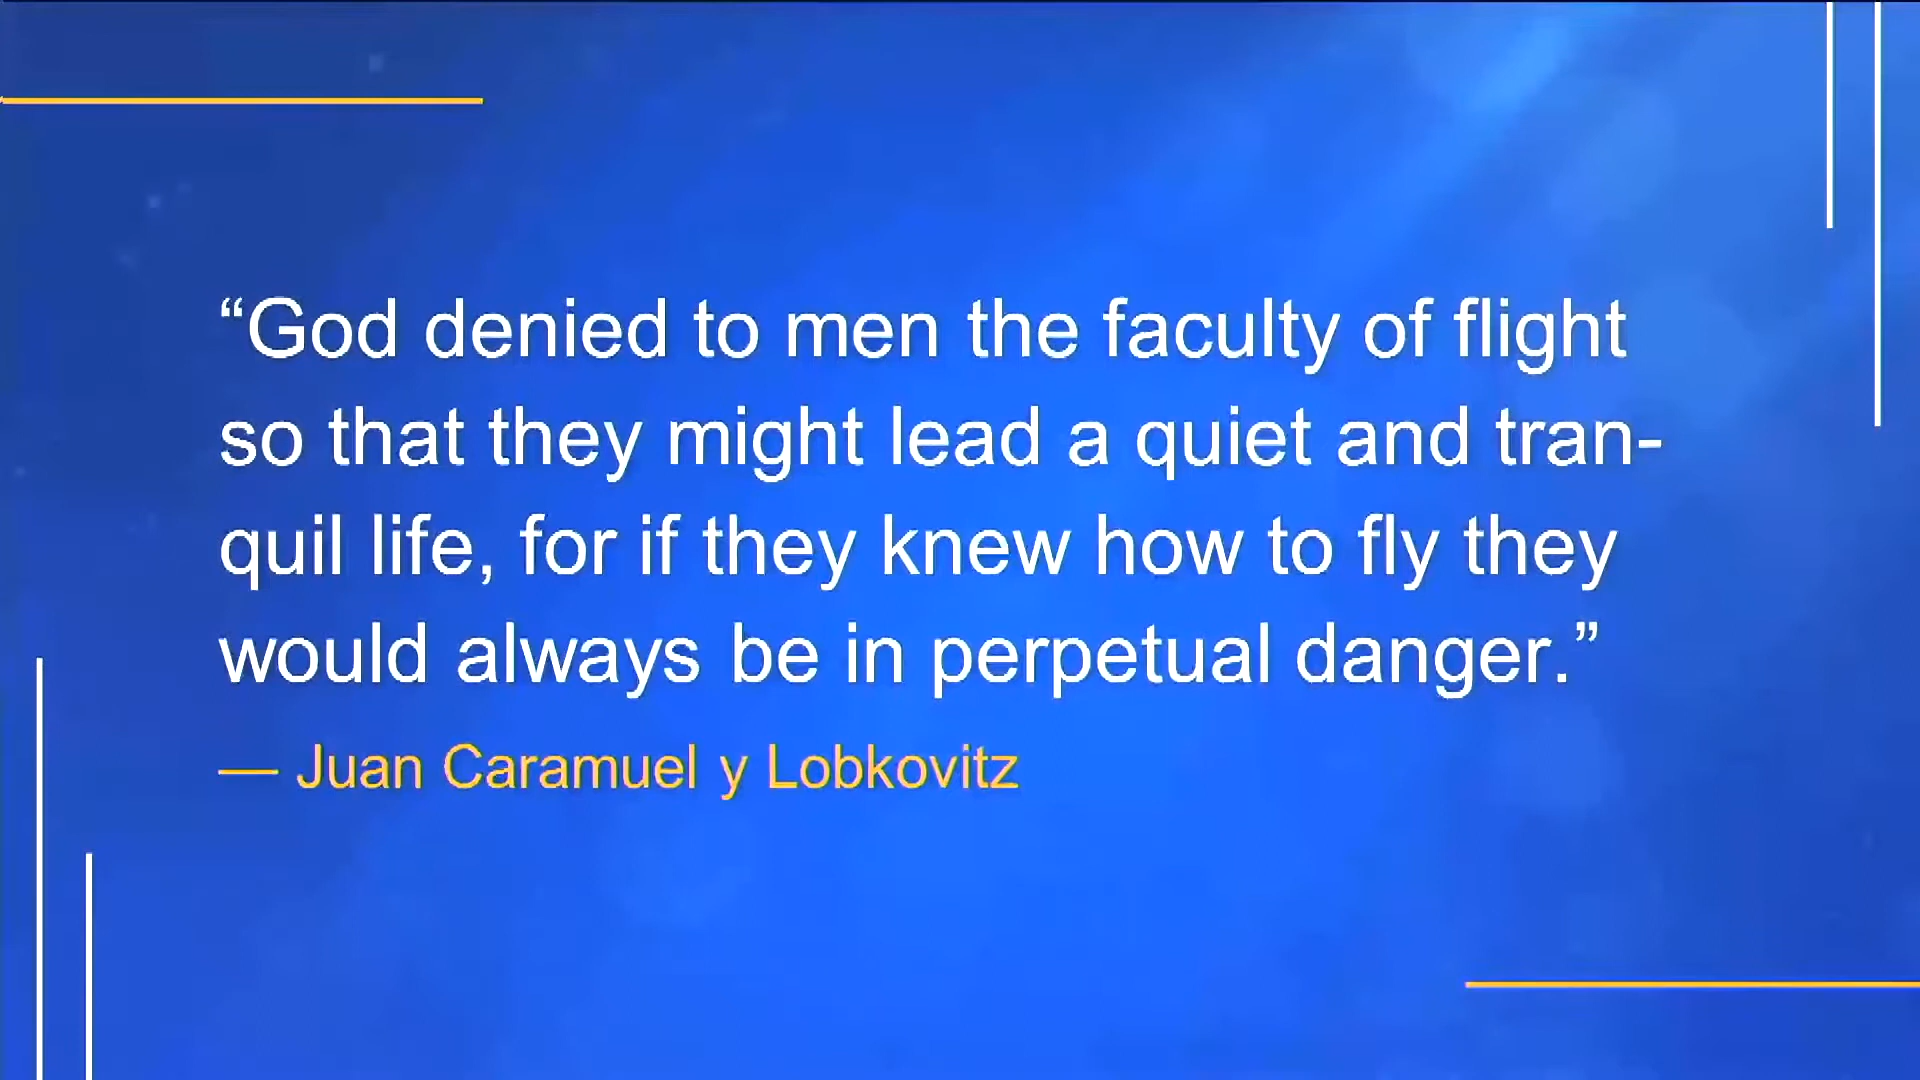 “God denied to men the faculty of flight
so that they might lead a quiet and tran-
quil life, for if they knew how to fly they
would always be in perpetual danger.”
— Juan Caramuel y Lobkovitz